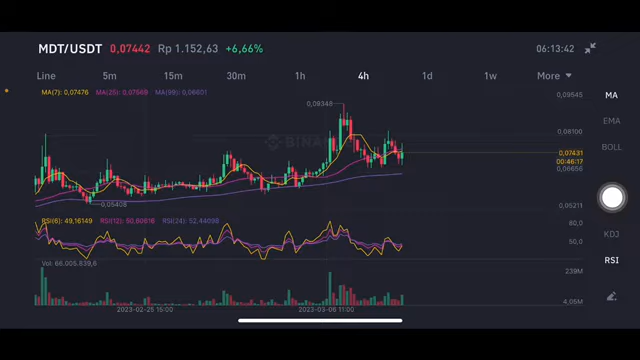 MDT/USDT 0,07442 Rp 1.152,63 +6,66% 06:13:42
Line 5m 15m 30m 1h 4h 1d 1w More
MA(7): 0,07476 MA(25): 0,07569 MA(99): 0,06601
0,09545
MA
0,09348
EMA
0,08100
BINAN
BOLL
0,07431
00:46:17
0,06656
0,05408
0,05211
RSI(6): 49,16149 RSI(12): 50,60616 RSI(24): 52,44098
80,0
KDJ
50,0
RSI
Vol: 66.005.839,6
239M
4,05M
2023-02-25 15:00 2023-03-06 11:00